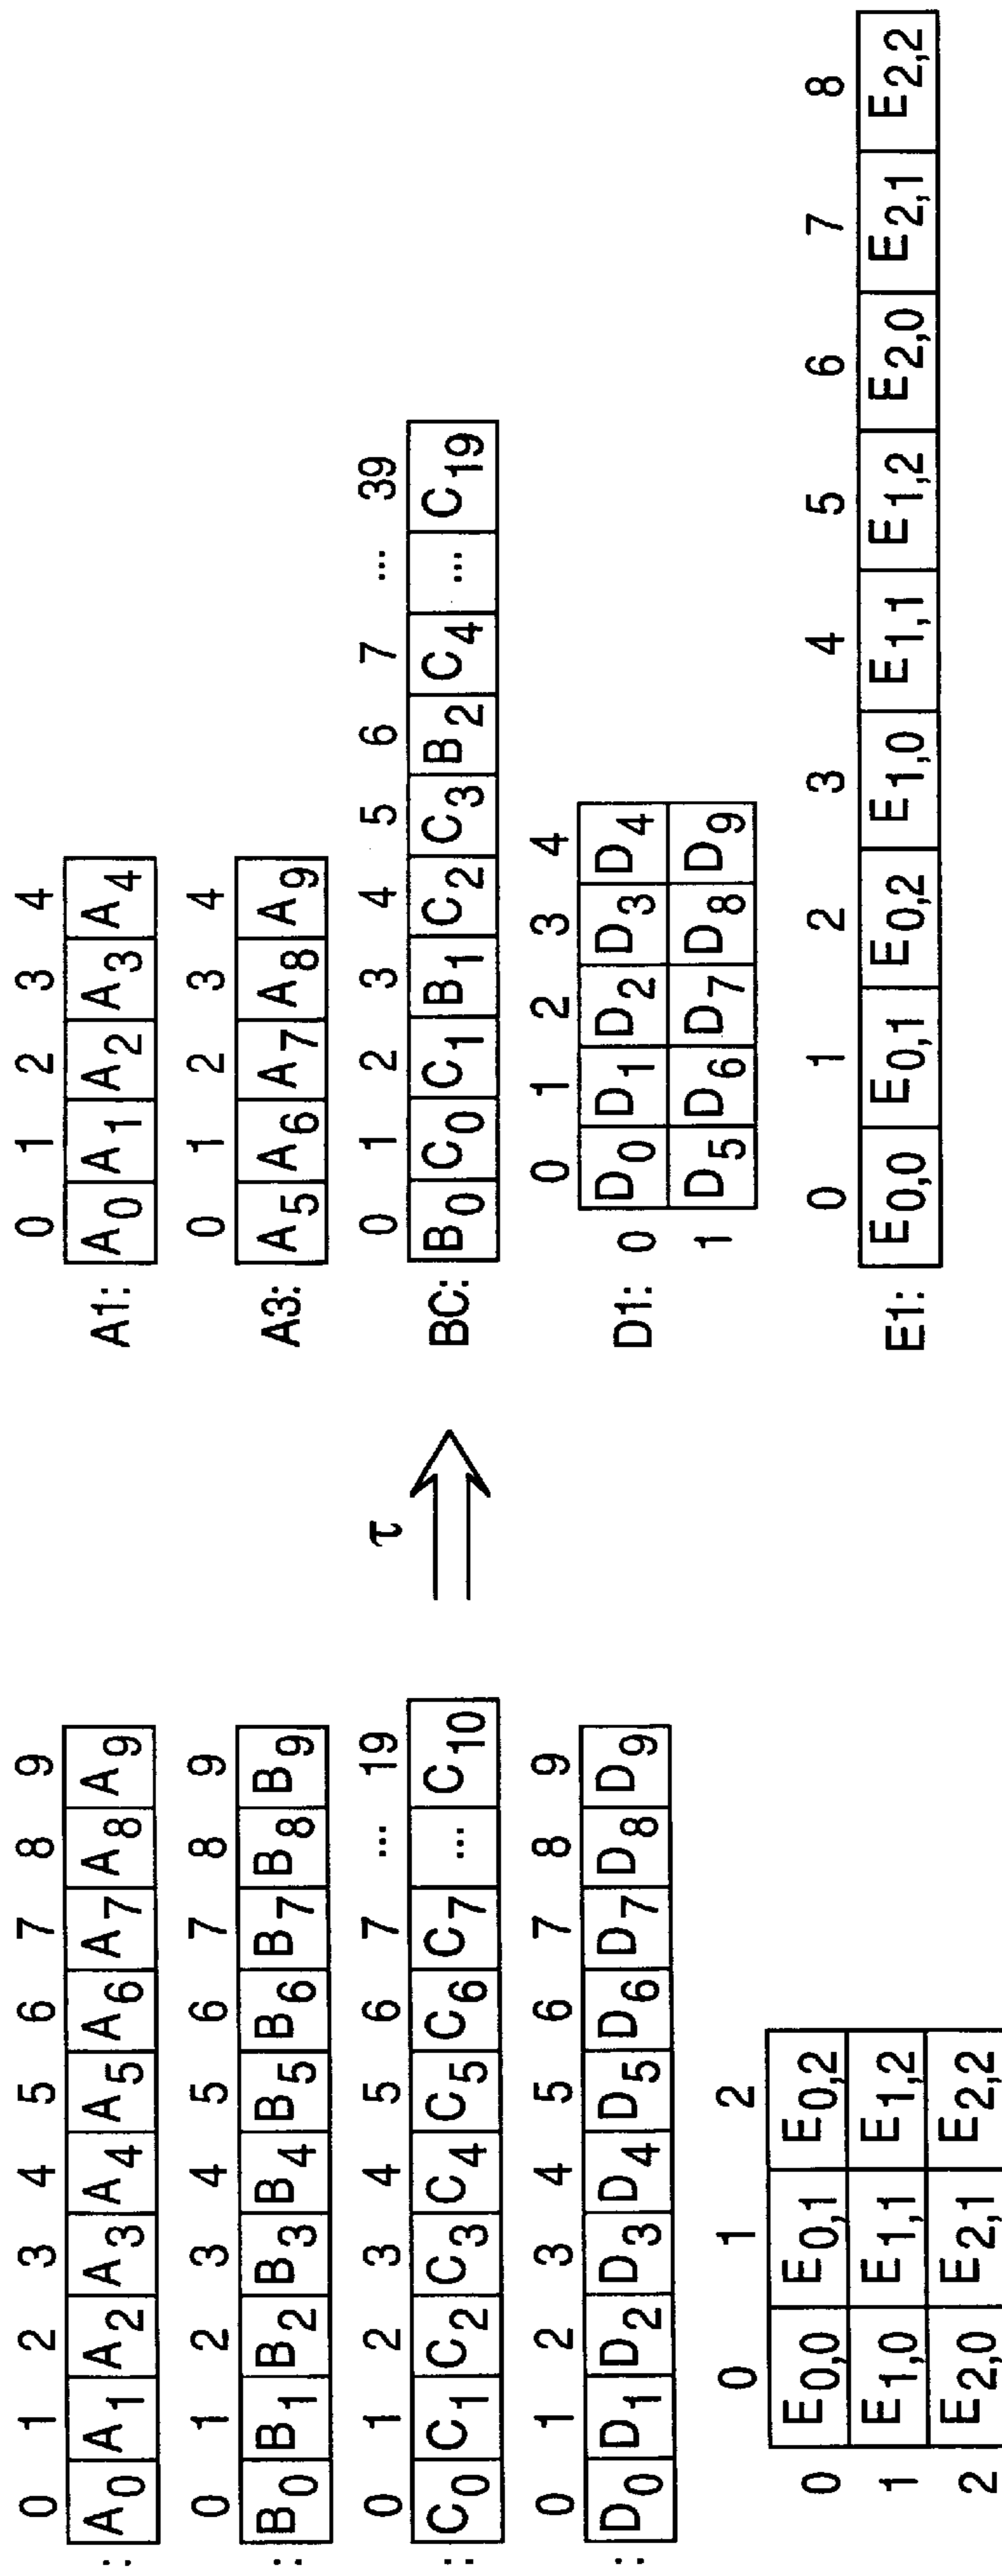 0 1 2 3 4 5 6 7 8 9
: A0 A1 A2 A3 A4 A5 A6 A7 A8 A9
0 1 2 3 4 5 6 7 8 9
: B0 B1 B2 B3 B4 B5 B6 B7 B8 B9
0 1 2 3 4 5 6 7 ... 19
: C0 C1 C2 C3 C4 C5 C6 C7 ... C10
0 1 2 3 4 5 6 7 8 9
: D0 D1 D2 D3 D4 D5 D6 D7 D8 D9
0 1 2
0 E0,0 E0,1 E0,2
1 E1,0 E1,1 E1,2
2 E2,0 E2,1 E2,2
τ
0 1 2 3 4
A1: A0 A1 A2 A3 A4
0 1 2 3 4
A3: A5 A6 A7 A8 A9
0 1 2 3 4 5 6 7 ... 39
BC: B0 C0 C1 B1 C2 C3 B2 C4 ... C19
0 1 2 3 4
D1: 0 D0 D1 D2 D3 D4
1 D5 D6 D7 D8 D9
0 1 2 3 4 5 6 7 8
E1: E0,0 E0,1 E0,2 E1,0 E1,1 E1,2 E2,0 E2,1 E2,2